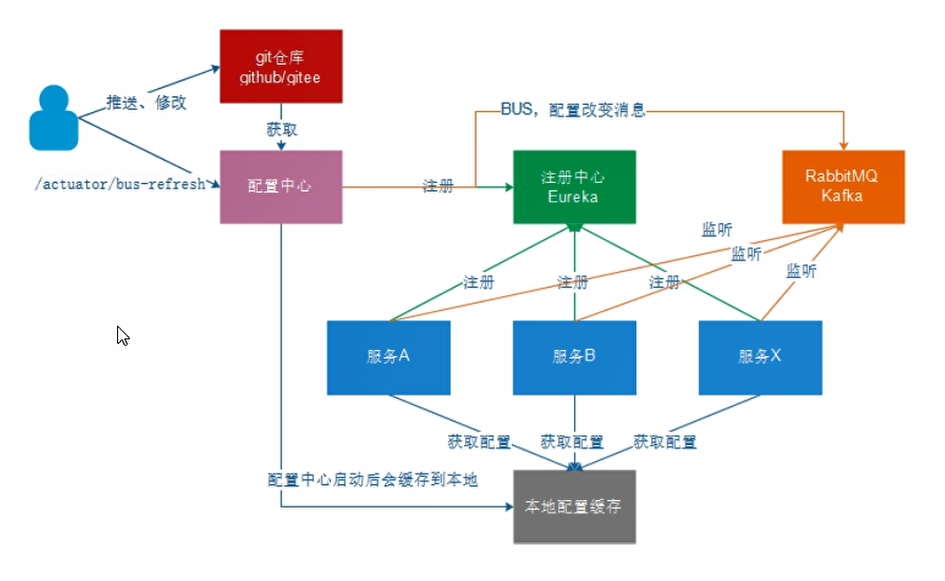 git仓库
github/gitee
推送、修改
获取
BUS，配置改变消息
/actuator/bus-refresh
配置中心
注册
注册中心
Eureka
RabbitMQ
Kafka
监听
监听
监听
注册
注册
注册
服务A
服务B
服务X
获取配置
获取配置
获取配置
配置中心启动后会缓存到本地
本地配置缓存